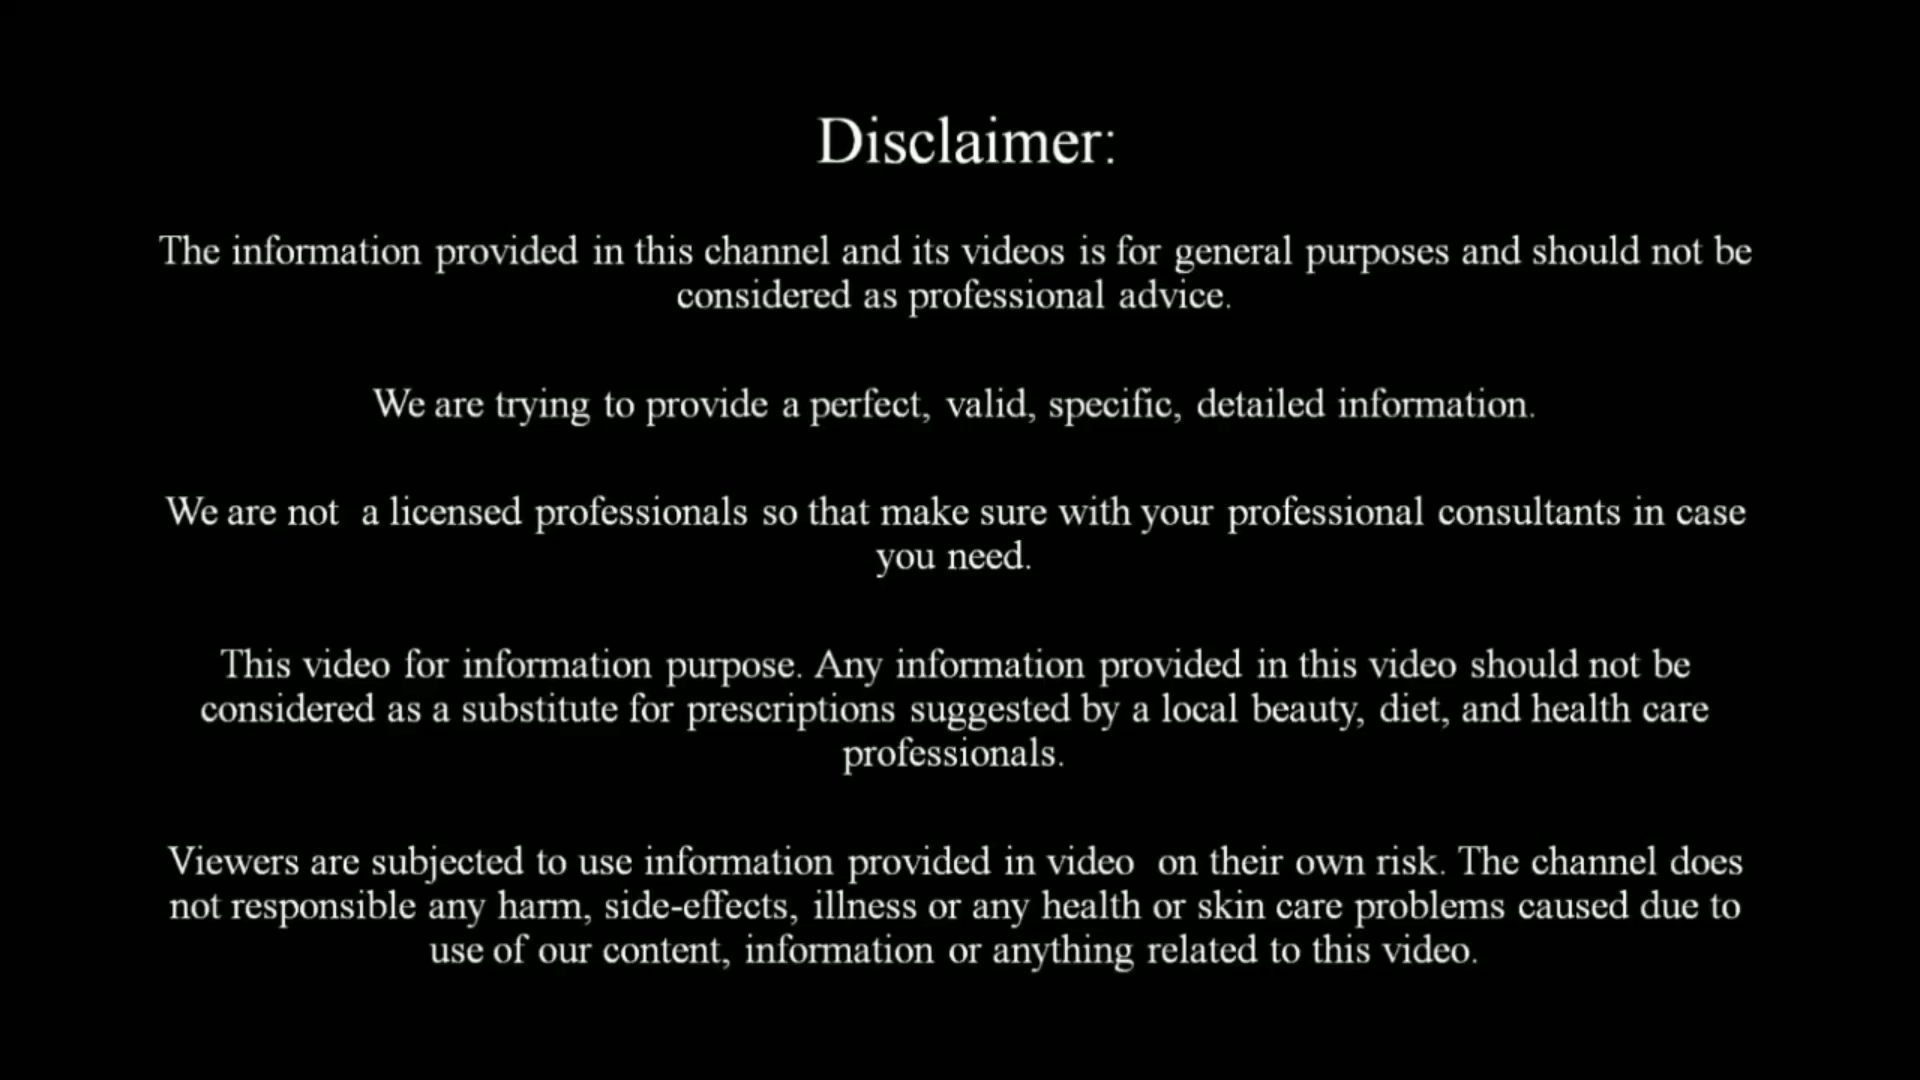 Disclaimer:
The information provided in this channel and its videos is for general purposes and should not be
considered as professional advice.
We are trying to provide a perfect, valid, specific, detailed information.
We are not  a licensed professionals so that make sure with your professional consultants in case
you need.
This video for information purpose. Any information provided in this video should not be
considered as a substitute for prescriptions suggested by a local beauty, diet, and health care
professionals.
Viewers are subjected to use information provided in video  on their own risk. The channel does
not responsible any harm, side-effects, illness or any health or skin care problems caused due to
use of our content, information or anything related to this video.